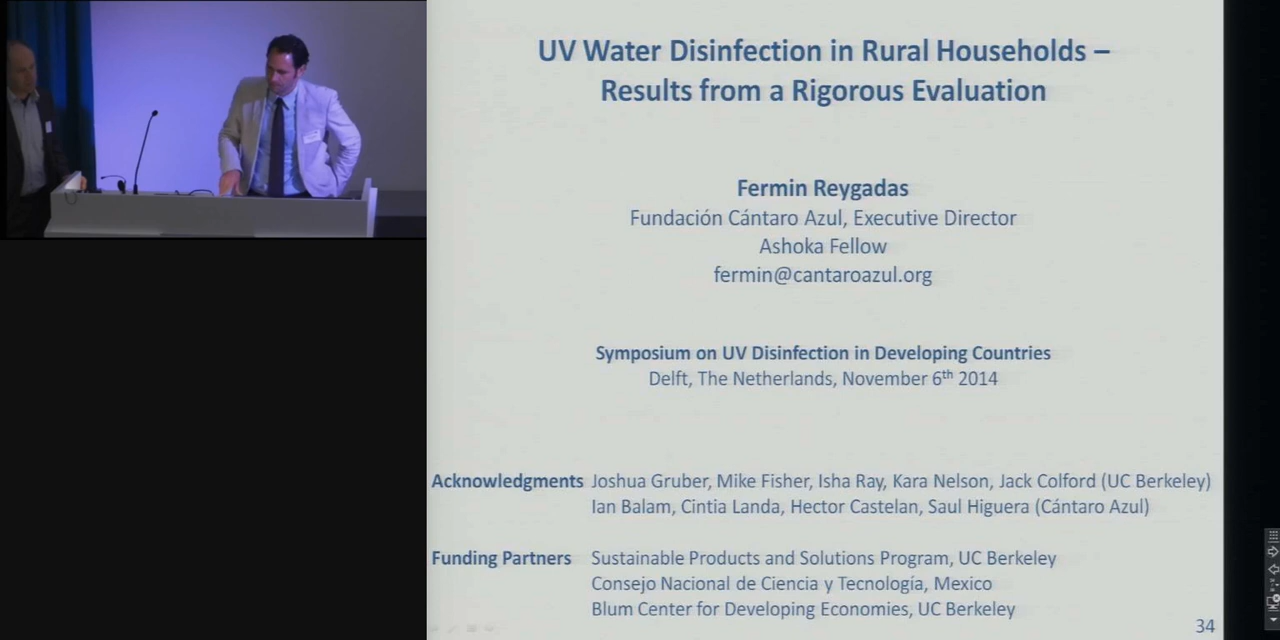 UV Water Disinfection in Rural Households –
Results from a Rigorous Evaluation
Fermin Reygadas
Fundación Cántaro Azul, Executive Director
Ashoka Fellow
fermin@cantaroazul.org
Symposium on UV Disinfection in Developing Countries
Delft, The Netherlands, November 6th 2014
Acknowledgments Joshua Gruber, Mike Fisher, Isha Ray, Kara Nelson, Jack Colford (UC Berkeley)
Ian Balam, Cintia Landa, Hector Castelan, Saul Higuera (Cántaro Azul)
Funding Partners Sustainable Products and Solutions Program, UC Berkeley
Consejo Nacional de Ciencia y Tecnología, Mexico
Blum Center for Developing Economies, UC Berkeley
34